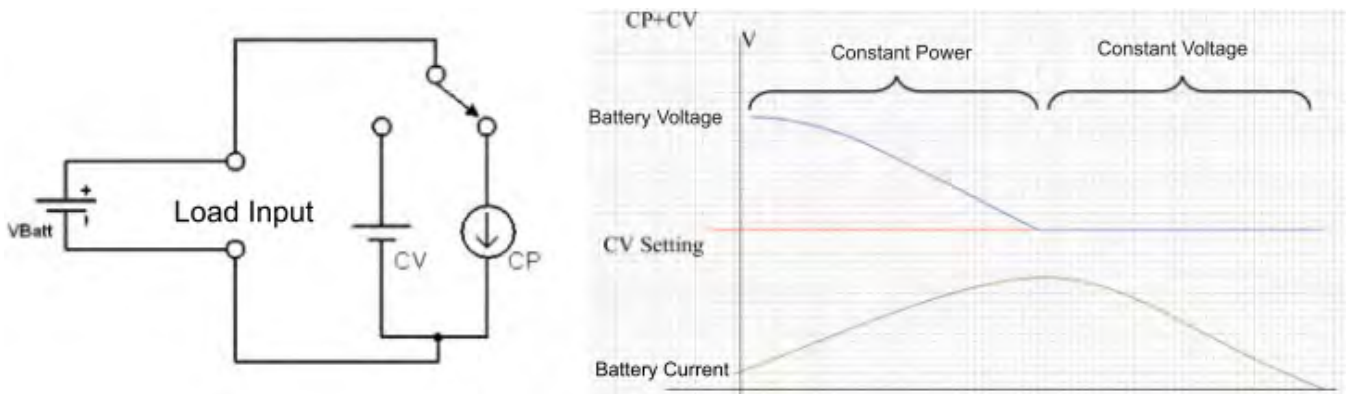 CP+CV
V
Constant Power
Constant Voltage
Battery Voltage
+
Load Input
VBatt
CV
CP
CV Setting
Battery Current